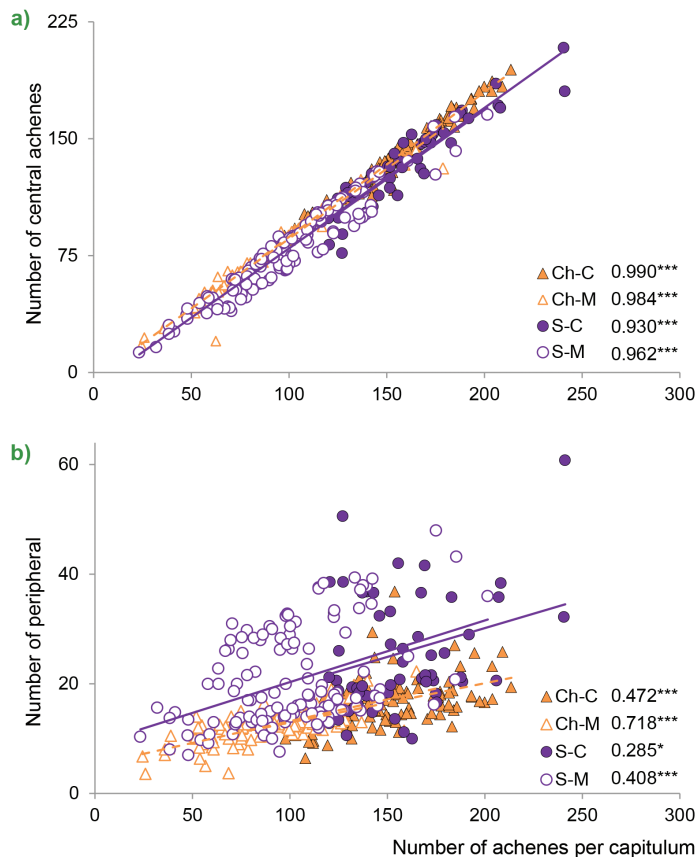 a)
225
150
75
0
Number of central achenes
Ch-C 0.990***
Ch-M 0.984***
S-C 0.930***
S-M 0.962***
0 50 100 150 200 250 300
b)
60
40
20
0
Number of peripheral
Ch-C 0.472***
Ch-M 0.718***
S-C 0.285*
S-M 0.408***
0 50 100 150 200 250 300
Number of achenes per capitulum